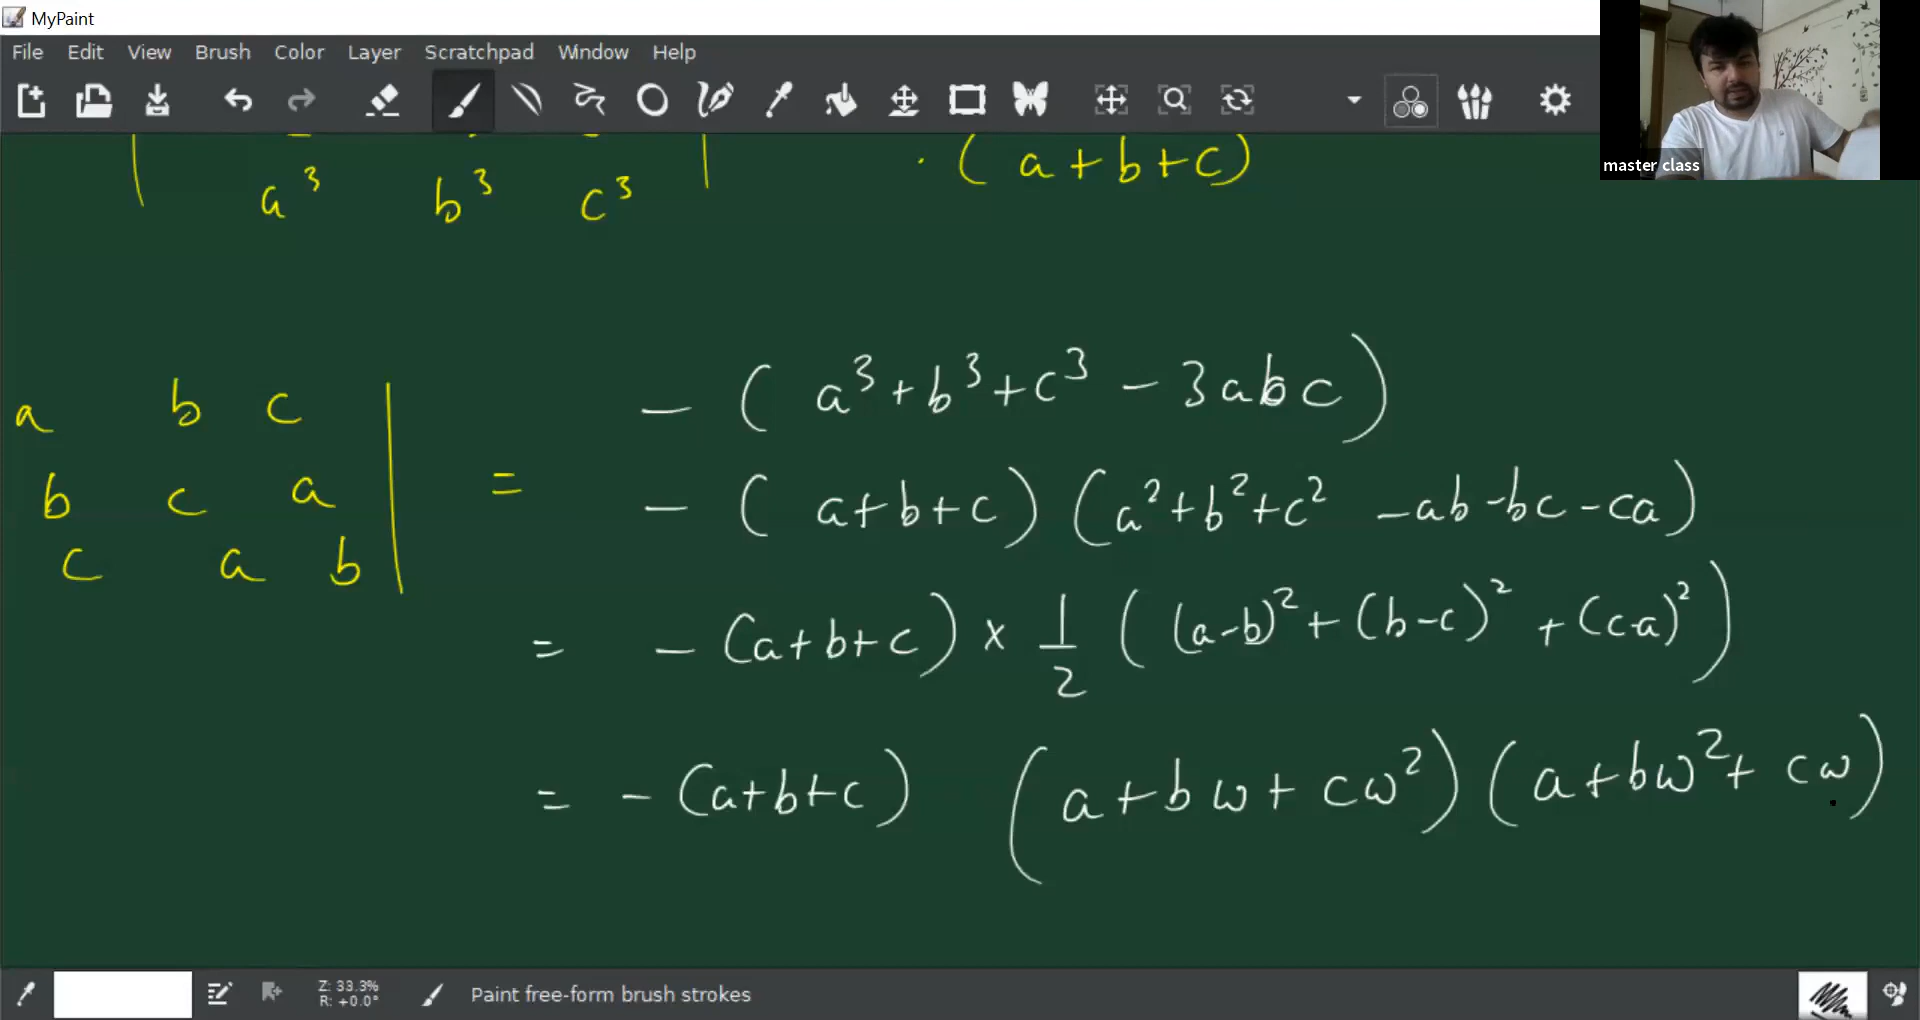 MyPaint
File Edit View Brush Color Layer Scratchpad Window Help
master class
. (a+b+c)
a³ b³ c³
a b c
b c a
c a b
= - (a³+b³+c³ - 3abc)
- (a+b+c) (a²+b²+c² -ab-bc-ca)
= - (a+b+c) × 1/2 ((a-b)²+(b-c)²+(c-a)²)
= - (a+b+c) (a+bω+cω²) (a+bω²+cω)
Z: 33.3%
R: +0.0°
Paint free-form brush strokes